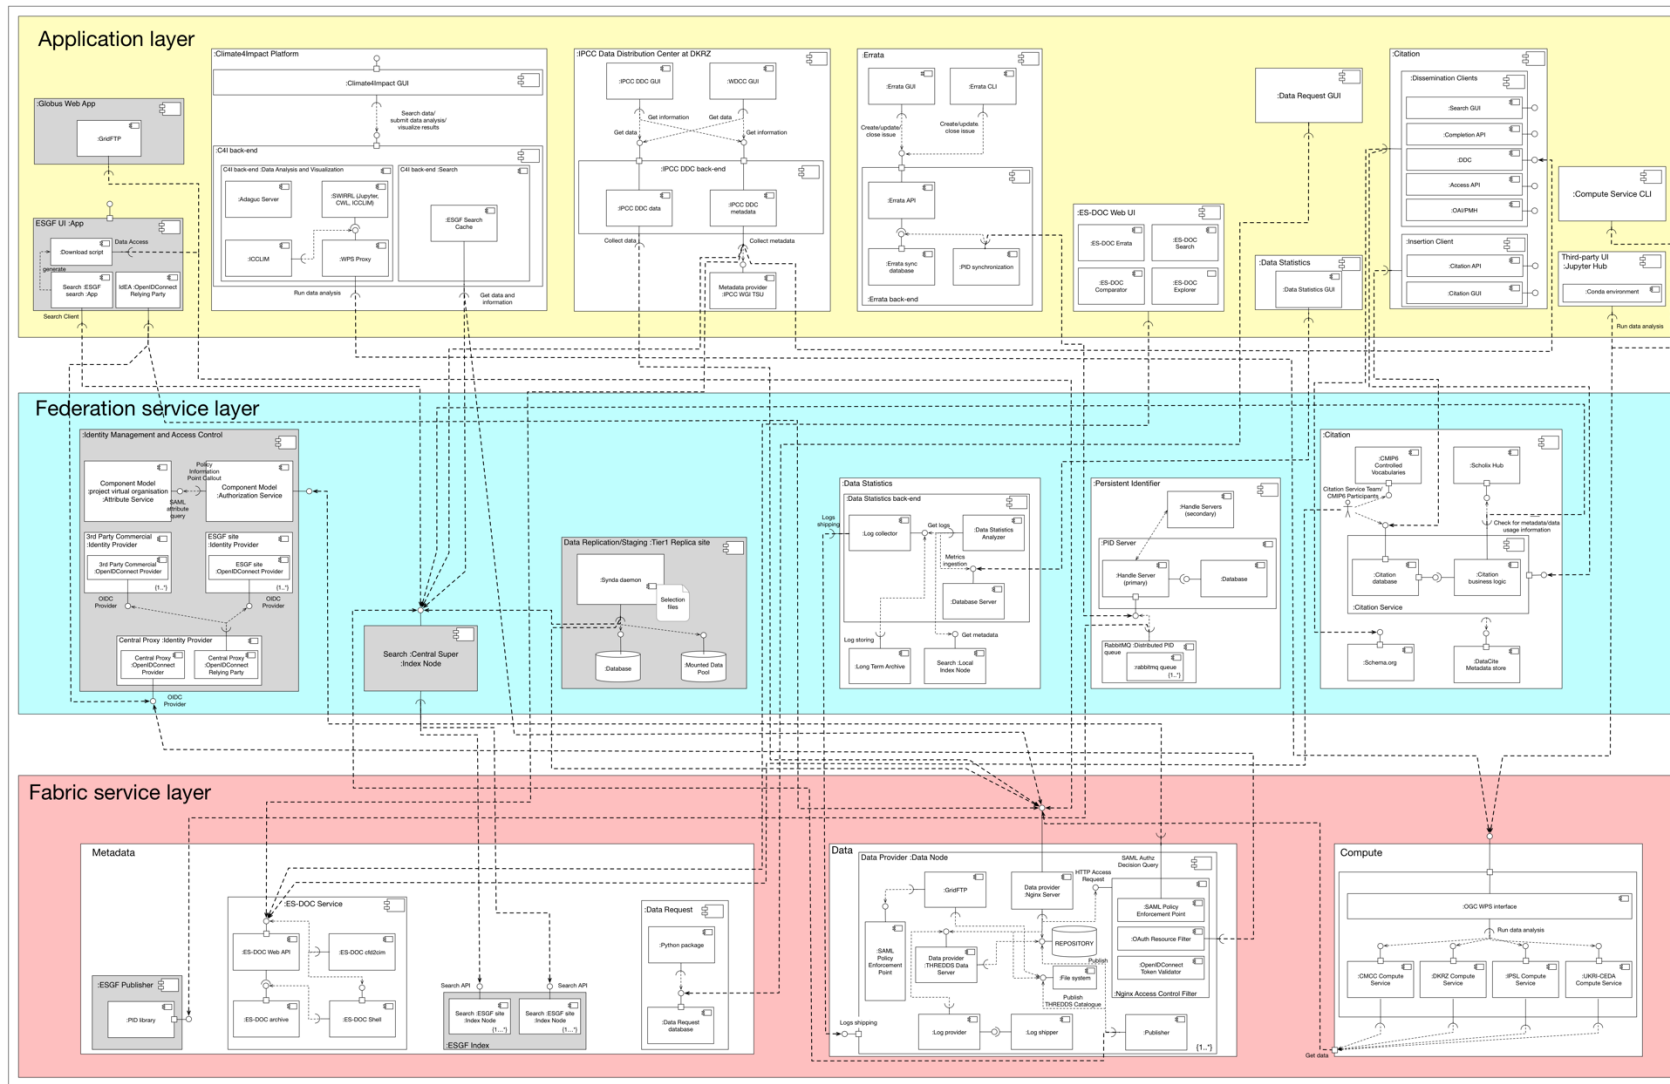 Application layer
:Globus Web App
:GridFTP
ESGF UI :App
:Download script
Data Access
generate
Search :ESGF
search :App
IdEA :OpenIDConnect
Relying Party
Search Client
:Climate4Impact Platform
:Climate4Impact GUI
Search data/
submit data analysis/
visualize results
:C4I back-end
C4I back-end :Data Analysis and Visualization
:Adaguc Server
:SWIRRL (Jupyter,
CWL, ICCLIM)
:ICCLIM
:WPS Proxy
C4I back-end :Search
:ESGF Search
Cache
Run data analysis
Get data and
information
:IPCC Data Distribution Center at DKRZ
:IPCC DDC GUI
:WDCC GUI
Get information
Get data
Get data
Get information
:IPCC DDC back-end
:IPCC DDC data
:IPCC DDC
metadata
Collect data
Collect metadata
Metadata provider
:IPCC WGI TSU
:Errata
:Errata GUI
:Errata CLI
Create/update/
close issue
Create/update/
close issue
:Errata API
:Errata sync
database
:PID synchronization
:Errata back-end
:ES-DOC Web UI
:ES-DOC Errata
:ES-DOC
Search
:ES-DOC
Comparator
:ES-DOC
Explorer
:Data Request GUI
:Data Statistics
:Data Statistics GUI
:Citation
:Dissemination Clients
:Search GUI
:Completion API
:DDC
:Access API
:OAI/PMH
:Insertion Client
:Citation API
:Citation GUI
:Compute Service CLI
Third-party UI
:Jupyter Hub
:Conda environment
Run data analysis
Federation service layer
:Identity Management and Access Control
Component Model
:project virtual organisation
:Attribute Service
Policy
Information
Point Callout
SAML
attribute
query
Component Model
:Authorization Service
3rd Party Commercial
:Identity Provider
3rd Party Commercial
:OpenIDConnect Provider
{1..*}
ESGF site
:Identity Provider
ESGF site
:OpenIDConnect Provider
{1..*}
OIDC
Provider
OIDC
Provider
Central Proxy :Identity Provider
Central Proxy
:OpenIDConnect
Provider
Central Proxy
:OpenIDConnect
Relying Party
OIDC
Provider
Search :Central Super
:Index Node
Data Replication/Staging :Tier1 Replica site
:Synda daemon
Selection
files
:Database
:Mounted Data
Pool
:Data Statistics
:Data Statistics back-end
Logs
shipping
:Log collector
Get logs
:Data Statistics
Analyzer
Metrics
ingestion
:Database Server
Log storing
Get metadata
:Long Term Archive
Search :Local
Index Node
:Persistent Identifier
:Handle Servers
(secondary)
:PID Server
:Handle Server
(primary)
:Database
RabbitMQ :Distributed PID
queue
:rabbitmq queue
{1..*}
:Citation
:CMIP6
Controlled
Vocabularies
:Scholix Hub
Citation Service Team/
CMIP6 Participants
Check for metadata/data
usage information
:Citation
database
:Citation
business logic
:Citation Service
:Schema.org
:DataCite
Metadata store
Fabric service layer
Metadata
:ESGF Publisher
:PID library
:ES-DOC Service
:ES-DOC Web API
:ES-DOC cfd2cim
:ES-DOC archive
:ES-DOC Shell
Search API
Search API
Search :ESGF site
:Index Node
{1...*}
Search :ESGF site
:Index Node
{1...*}
:ESGF Index
:Data Request
:Python package
:Data Request
database
Data
Data Provider :Data Node
:GridFTP
Data provider
:Nginx Server
SAML Authz
Decision Query
HTTP Access
Request
:SAML
Policy
Enforcement
Point
Data provider
:THREDDS Data
Server
REPOSITORY
Publish
:File system
Publish
THREDDS Catalogue
:SAML Policy
Enforcement Point
:OAuth Resource Filter
:OpenIDConnect
Token Validator
:Nginx Access Control Filter
Logs shipping
:Log provider
:Log shipper
:Publisher
{1..*}
Compute
:OGC WPS interface
Run data analysis
:CMCC Compute
Service
:DKRZ Compute
Service
:IPSL Compute
Service
:UKRI-CEDA
Compute Service
Get data